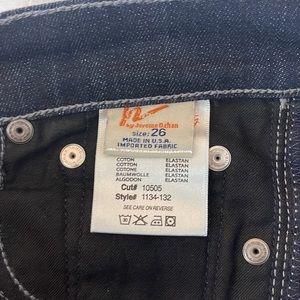 by Jerome Dahan
Size: 26
MADE IN U.S.A.
IMPORTED FABRIC
COTON ELASTAN
COTTON ELASTAN
COTONE ELASTAN
BAUMWOLLE ELASTAN
ALGODON ELASTAN
Cut# 10505
Style# 1134-132
SEE CARE ON REVERSE